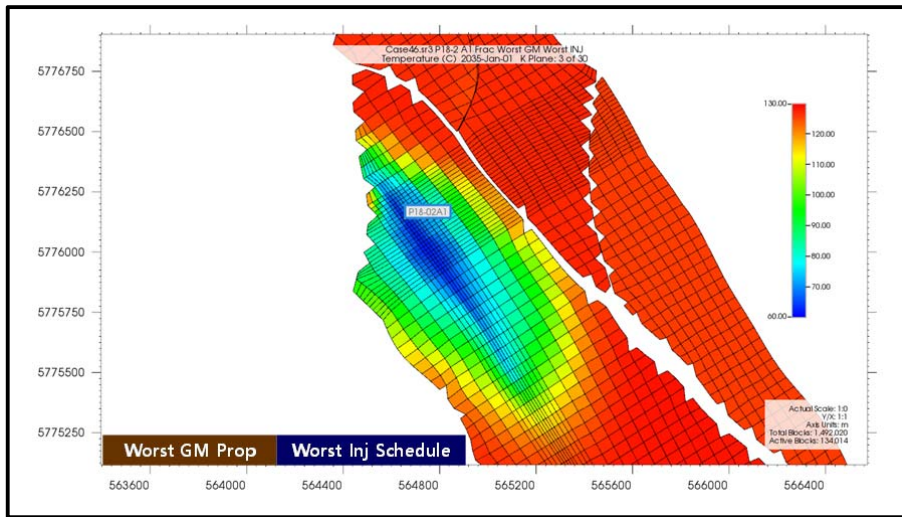 Case46.sr3 P18-2 A1 Frac Worst GM Worst INJ
Temperature (C) 2035-Jan-01 K Plane: 3 of 30
5776750
5776500
5776250
5776000
5775750
5775500
5775250
P18-02A1
130.00
120.00
110.00
100.00
90.00
80.00
70.00
60.00
Actual Scale: 1:0
Y/X: 1:1
Axis Units: m
Total Blocks: 1,492,020
Active Blocks: 134,014
Worst GM Prop
Worst Inj Schedule
563600 564000 564400 564800 565200 565600 566000 566400